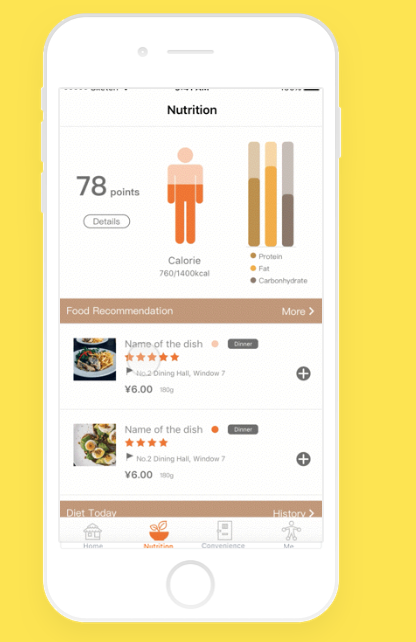 Nutrition
78 points
Details
Calorie
760/1400kcal
Protein
Fat
Carbonhydrate
Food Recommendation
More
Name of the dish
Dinner
No.2 Dining Hall, Window 7
¥6.00 180g
Name of the dish
Dinner
No.2 Dining Hall, Window 7
¥6.00 180g
Diet Today
History
Home
Nutrition
Convenience
Me